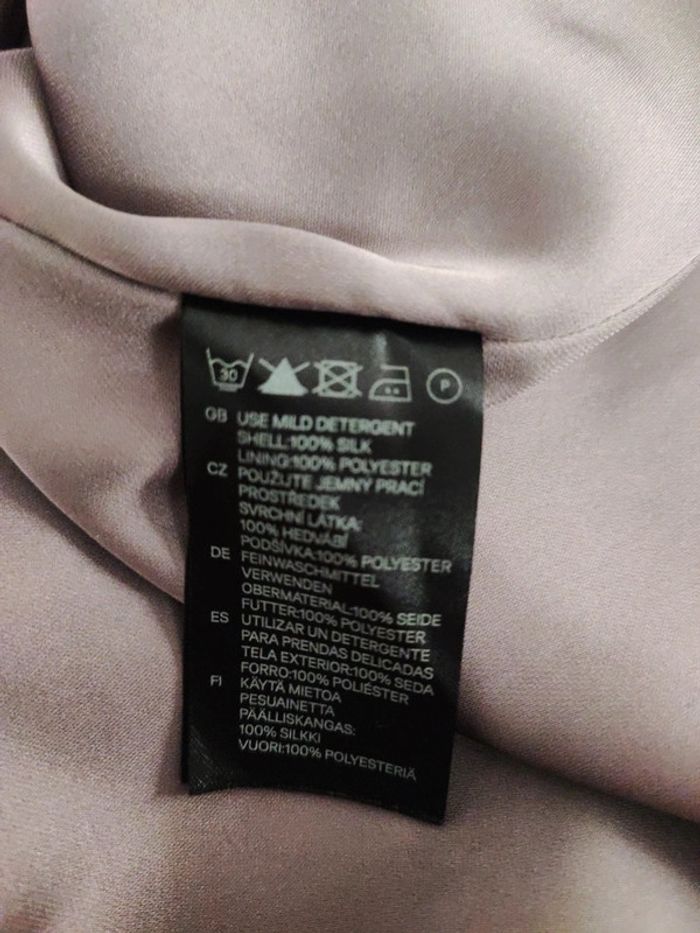 30
P
GB USE MILD DETERGENT
SHELL:100% SILK
LINING:100% POLYESTER
CZ POUŽIJTE JEMNÝ PRACÍ
PROSTŘEDEK
SVRCHNÍ LÁTKA:
100% HEDVÁBÍ
PODŠÍVKA:100% POLYESTER
DE FEINWASCHMITTEL
VERWENDEN
OBERMATERIAL:100% SEIDE
FUTTER:100% POLYESTER
ES UTILIZAR UN DETERGENTE
PARA PRENDAS DELICADAS
TELA EXTERIOR:100% SEDA
FORRO:100% POLIÉSTER
FI KÄYTÄ MIETOA
PESUAINETTA
PÄÄLLISKANGAS:
100% SILKKI
VUORI:100% POLYESTERIÄ